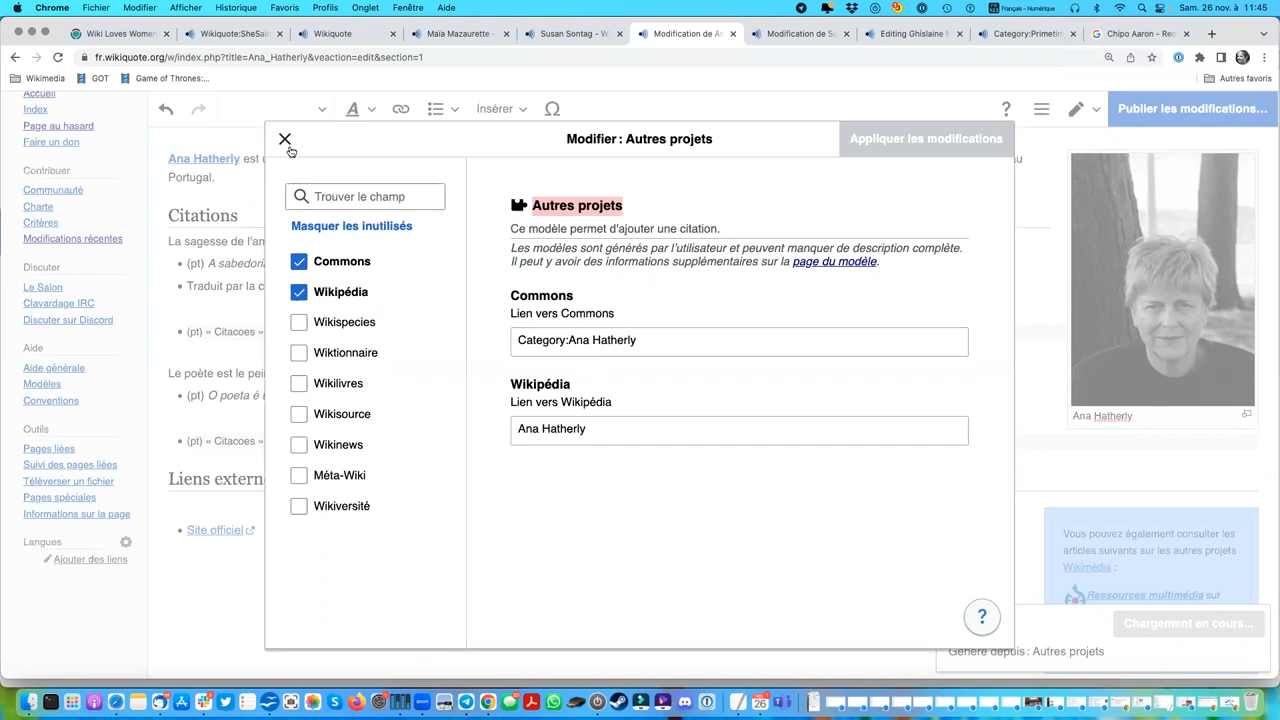 Chrome Fichier Modifier Afficher Historique Favoris Profils Onglet Fenêtre Aide
Français – Numérique
Sam. 26 nov. à 11:45
Wiki Loves Women
Wikiquote:SheSaid
Wikiquote
Maïa Mazaurette -
Susan Sontag - W
Modification de An
Modification de Su
Editing Ghislaine M
Category:Primetim
Chipo Aaron - Rec
fr.wikiquote.org/w/index.php?title=Ana_Hatherly&veaction=edit&section=1
Wikimedia
GOT
Game of Thrones:...
Autres favoris
Accueil
Index
Page au hasard
Faire un don
Contribuer
Communauté
Charte
Critères
Modifications récentes
Discuter
Le Salon
Clavardage IRC
Discuter sur Discord
Aide
Aide générale
Modèles
Conventions
Outils
Pages liées
Suivi des pages liées
Téléverser un fichier
Pages spéciales
Informations sur la page
Langues
Ajouter des liens
A
Insérer
Ω
?
Publier les modifications...
Ana Hatherly est
Portugal.
Citations
La sagesse de l'am
(pt) A sabedoria
Traduit par la c
(pt) « Citacoes »
Le poète est le pei
(pt) O poeta é u
(pt) « Citacoes »
Liens extern
Site officiel
Modifier : Autres projets
Appliquer les modifications
Trouver le champ
Masquer les inutilisés
Commons
Wikipédia
Wikispecies
Wiktionnaire
Wikilivres
Wikisource
Wikinews
Méta-Wiki
Wikiversité
Autres projets
Ce modèle permet d'ajouter une citation.
Les modèles sont générés par l'utilisateur et peuvent manquer de description complète.
Il peut y avoir des informations supplémentaires sur la page du modèle.
Commons
Lien vers Commons
Category:Ana Hatherly
Wikipédia
Lien vers Wikipédia
Ana Hatherly
?
au
Ana Hatherly
Vous pouvez également consulter les
articles suivants sur les autres projets
Wikimédia :
Ressources multimédia sur
Chargement en cours...
Généré depuis : Autres projets